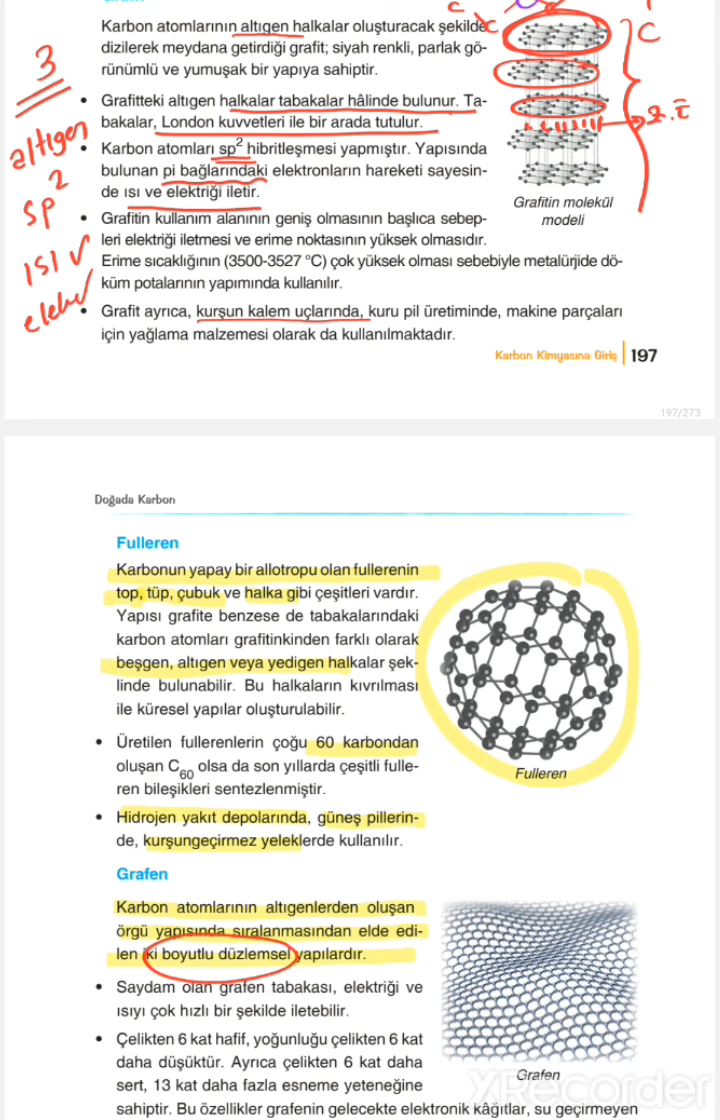 Karbon atomlarının altıgen halkalar oluşturacak şekilde
dizilerek meydana getirdiği grafit; siyah renkli, parlak gö-
rünümlü ve yumuşak bir yapıya sahiptir.
• Grafitteki altıgen halkalar tabakalar hâlinde bulunur. Ta-
bakalar, London kuvvetleri ile bir arada tutulur.
• Karbon atomları sp² hibritleşmesi yapmıştır. Yapısında
bulunan pi bağlarındaki elektronların hareketi sayesin-
de ısı ve elektriği iletir.
• Grafitin kullanım alanının geniş olmasının başlıca sebep-
leri elektriği iletmesi ve erime noktasının yüksek olmasıdır.
Erime sıcaklığının (3500-3527 °C) çok yüksek olması sebebiyle metalürjide dö-
küm potalarının yapımında kullanılır.
• Grafit ayrıca, kurşun kalem uçlarında, kuru pil üretiminde, makine parçaları
için yağlama malzemesi olarak da kullanılmaktadır.
3
altıgen
sp²
ısı ✓
c
C
Grafitin molekül
modeli
Karbon Kimyasına Giriş 197
197/273
Doğada Karbon
Fulleren
Karbonun yapay bir allotropu olan fullerenin
top, tüp, çubuk ve halka gibi çeşitleri vardır.
Yapısı grafite benzese de tabakalarındaki
karbon atomları grafitinkinden farklı olarak
beşgen, altıgen veya yedigen halkalar şek-
linde bulunabilir. Bu halkaların kıvrılması
ile küresel yapılar oluşturulabilir.
• Üretilen fullerenlerin çoğu 60 karbondan
oluşan C₆₀ olsa da son yıllarda çeşitli fulle-
ren bileşikleri sentezlenmiştir.
• Hidrojen yakıt depolarında, güneş pillerin-
de, kurşungeçirmez yeleklerde kullanılır.
Fulleren
Grafen
Karbon atomlarının altıgenlerden oluşan
örgü yapısında sıralanmasından elde edi-
len iki boyutlu düzlemsel yapılardır.
• Saydam olan grafen tabakası, elektriği ve
ısıyı çok hızlı bir şekilde iletebilir.
• Çelikten 6 kat hafif, yoğunluğu çelikten 6 kat
daha düşüktür. Ayrıca çelikten 6 kat daha
sert, 13 kat daha fazla esneme yeteneğine
sahiptir. Bu özellikler grafenin gelecekte elektronik kâğıtlar, su geçirmeyen
Grafen
XRecorder